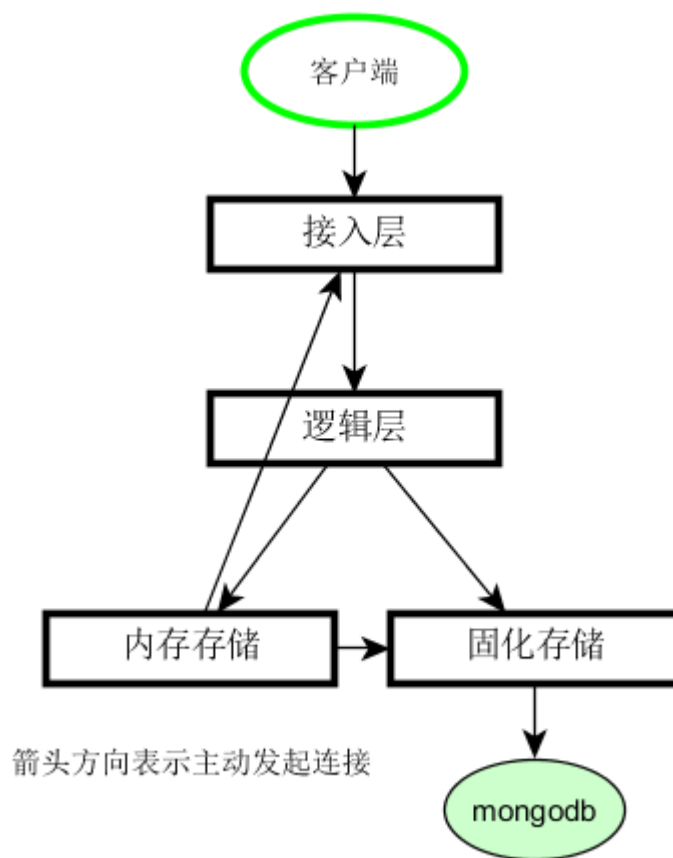 客户端
接入层
逻辑层
内存存储
固化存储
箭头方向表示主动发起连接
mongodb